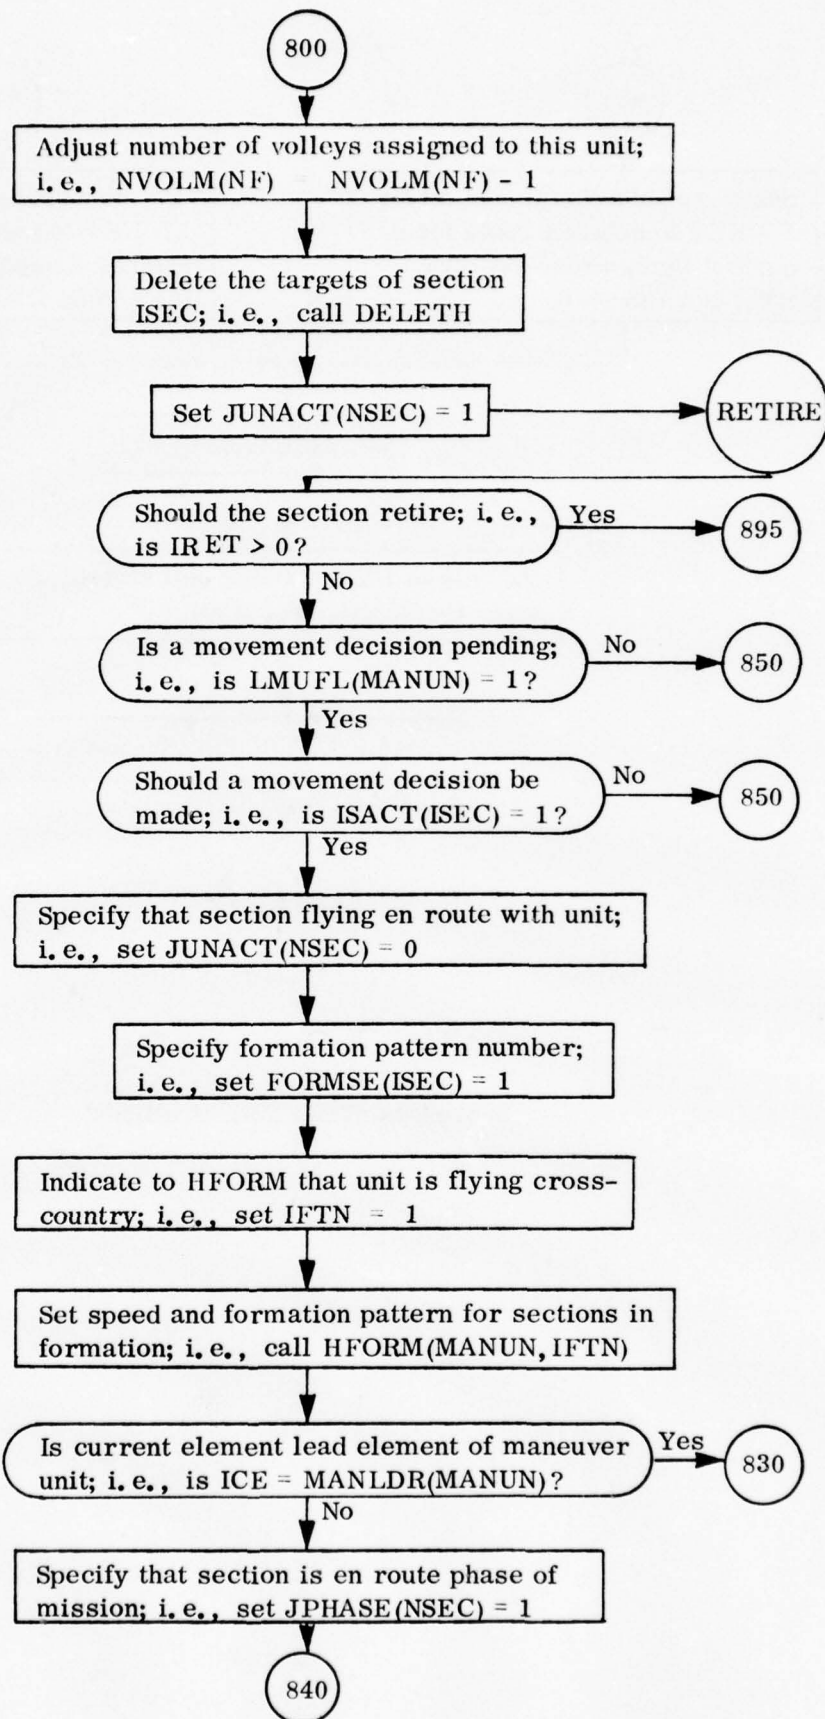 800
Adjust number of volleys assigned to this unit;
i.e., NVOLM(NF) = NVOLM(NF) - 1
Delete the targets of section
ISEC; i.e., call DELETH
Set JUNACT(NSEC) = 1
RETIRE
Should the section retire; i.e.,
is IRET > 0?
Yes
895
No
Is a movement decision pending;
i.e., is LMUFL(MANUN) = 1?
No
850
Yes
Should a movement decision be
made; i.e., is ISACT(ISEC) = 1?
No
850
Yes
Specify that section flying en route with unit;
i.e., set JUNACT(NSEC) = 0
Specify formation pattern number;
i.e., set FORMSE(ISEC) = 1
Indicate to HFORM that unit is flying cross-
country; i.e., set IFTN = 1
Set speed and formation pattern for sections in
formation; i.e., call HFORM(MANUN, IFTN)
Is current element lead element of maneuver
unit; i.e., is ICE = MANLDR(MANUN)?
Yes
830
No
Specify that section is en route phase of
mission; i.e., set JPHASE(NSEC) = 1
840